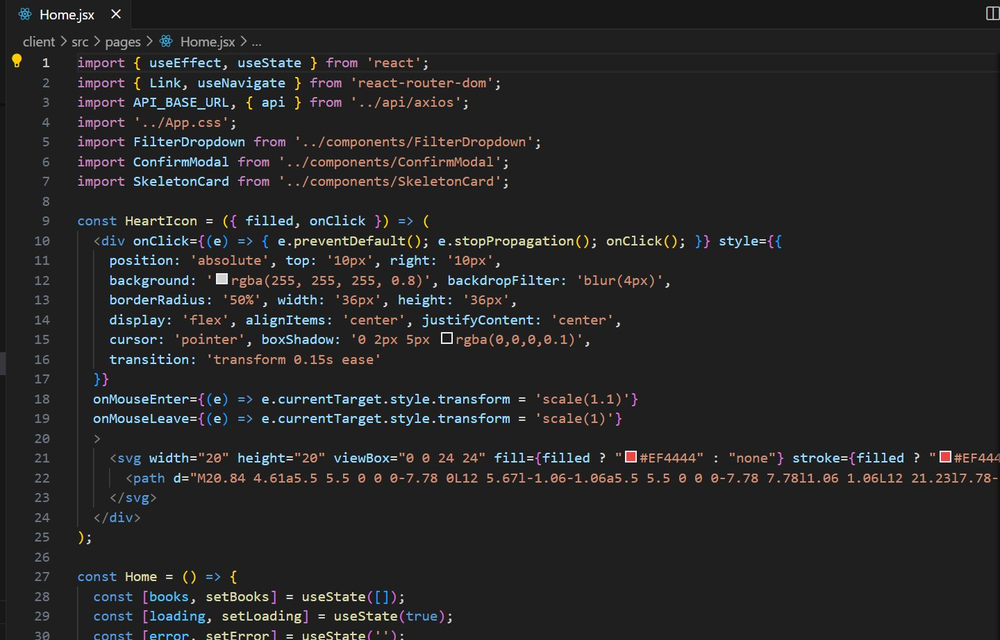 Home.jsx
client > src > pages > Home.jsx > ...
1 import { useEffect, useState } from 'react';
2 import { Link, useNavigate } from 'react-router-dom';
3 import API_BASE_URL, { api } from '../api/axios';
4 import '../App.css';
5 import FilterDropdown from '../components/FilterDropdown';
6 import ConfirmModal from '../components/ConfirmModal';
7 import SkeletonCard from '../components/SkeletonCard';
8
9 const HeartIcon = ({ filled, onClick }) => (
10   <div onClick={(e) => { e.preventDefault(); e.stopPropagation(); onClick(); }} style={{
11     position: 'absolute', top: '10px', right: '10px',
12     background: 'rgba(255, 255, 255, 0.8)', backdropFilter: 'blur(4px)',
13     borderRadius: '50%', width: '36px', height: '36px',
14     display: 'flex', alignItems: 'center', justifyContent: 'center',
15     cursor: 'pointer', boxShadow: '0 2px 5px rgba(0,0,0,0.1)',
16     transition: 'transform 0.15s ease'
17   }}
18   onMouseEnter={(e) => e.currentTarget.style.transform = 'scale(1.1)'}
19   onMouseLeave={(e) => e.currentTarget.style.transform = 'scale(1)'}
20   >
21     <svg width="20" height="20" viewBox="0 0 24 24" fill={filled ? "#EF4444" : "none"} stroke={filled ? "#EF444
22       <path d="M20.84 4.61a5.5 5.5 0 0 0-7.78 0L12 5.67l-1.06-1.06a5.5 5.5 0 0 0-7.78 7.78l1.06 1.06L12 21.23l7.78-
23     </svg>
24   </div>
25 );
26
27 const Home = () => {
28   const [books, setBooks] = useState([]);
29   const [loading, setLoading] = useState(true);
30   const [error, setError] = useState('');